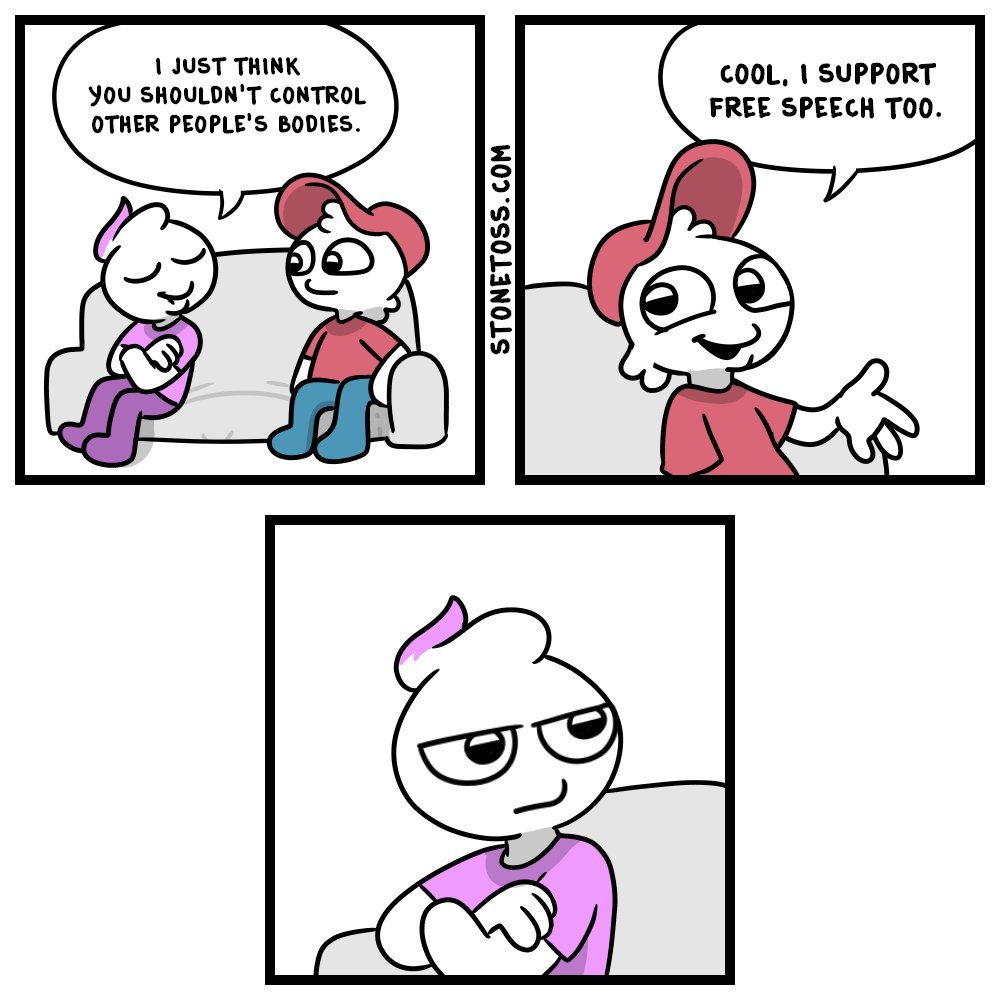 I JUST THINK
YOU SHOULDN'T CONTROL
OTHER PEOPLE'S BODIES.
STONETOSS.COM
COOL, I SUPPORT
FREE SPEECH TOO.